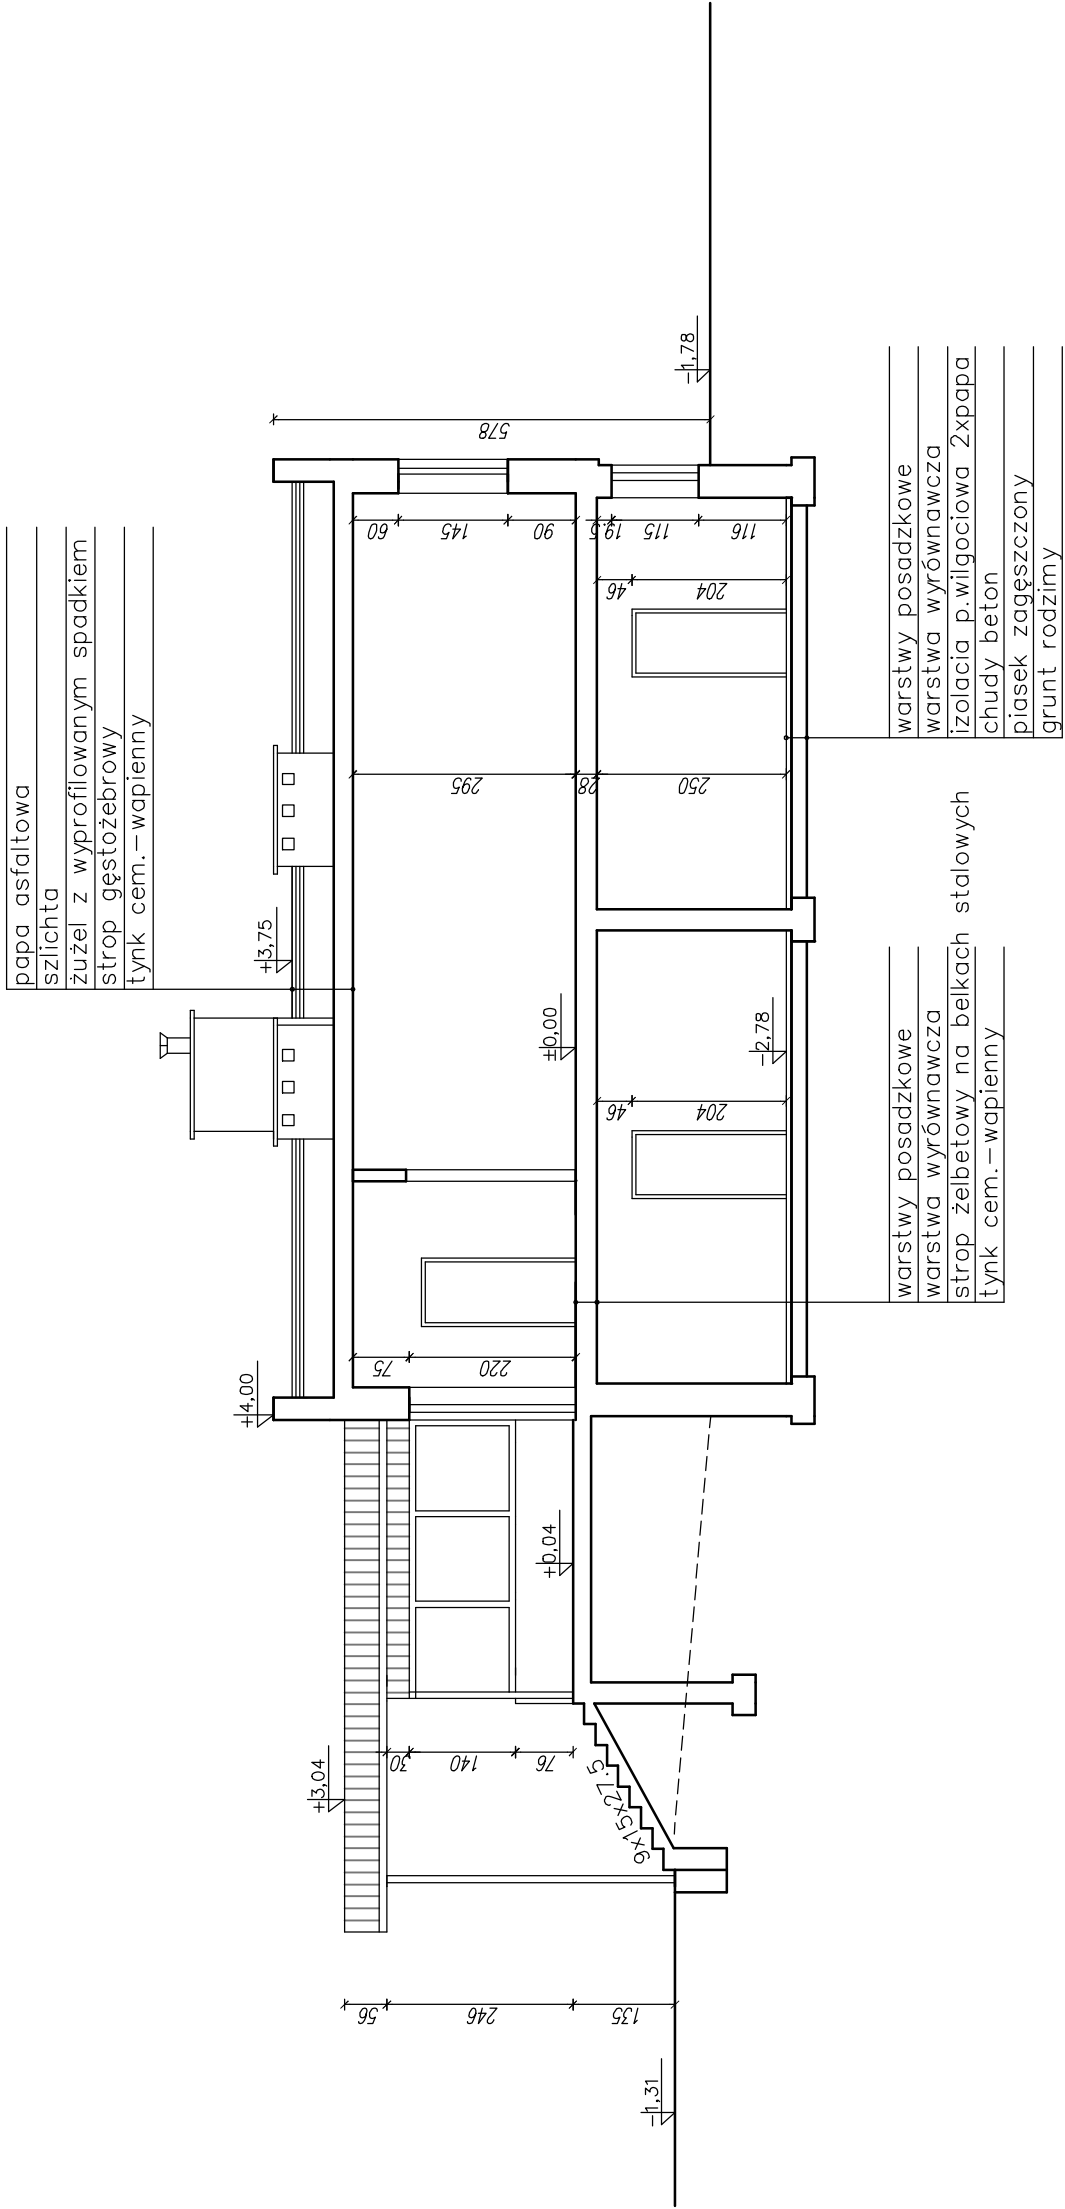 papa asfaltowa
szlichta
żużel z wyprofilowanym spadkiem
strop gęstożebrowy
tynk cem.-wapienny
+4,00
+3,75
+3,04
±0,00
+0,04
-2,78
-1,78
-1,31
578
60
145
90
19.5
115
116
46
204
295
28
250
46
204
75
220
30
140
76
9x15x27.5
56
246
135
warstwy posadzkowe
warstwa wyrównawcza
strop żelbetowy na belkach stalowych
tynk cem.-wapienny
warstwy posadzkowe
warstwa wyrównawcza
izolacia p.wilgociowa 2xpapa
chudy beton
piasek zagęszczony
grunt rodzimy